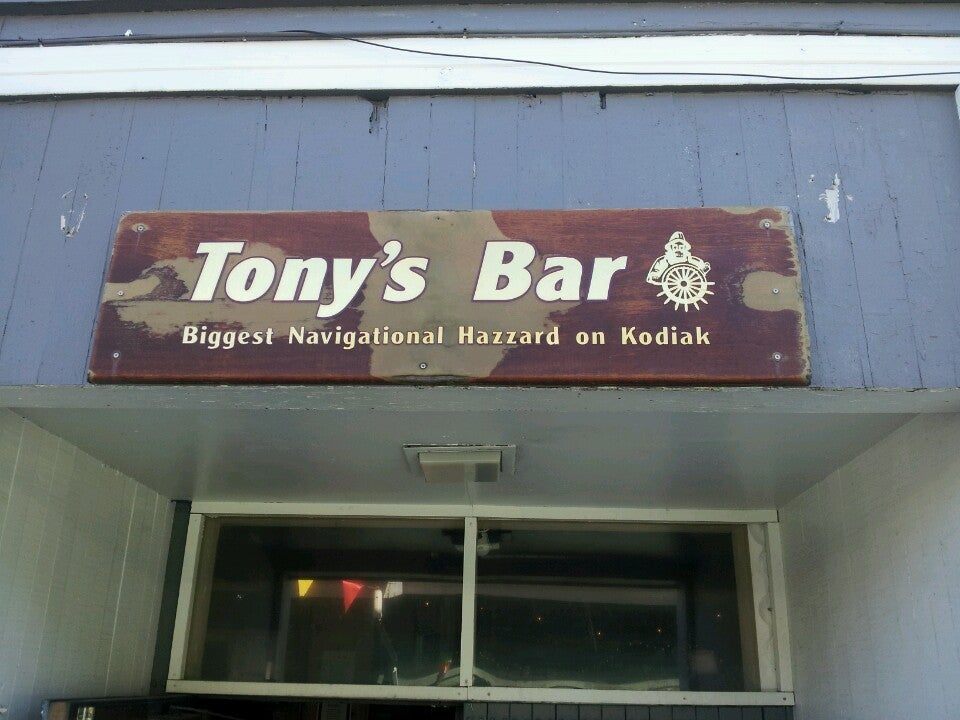 Tony's Bar
Biggest Navigational Hazzard on Kodiak